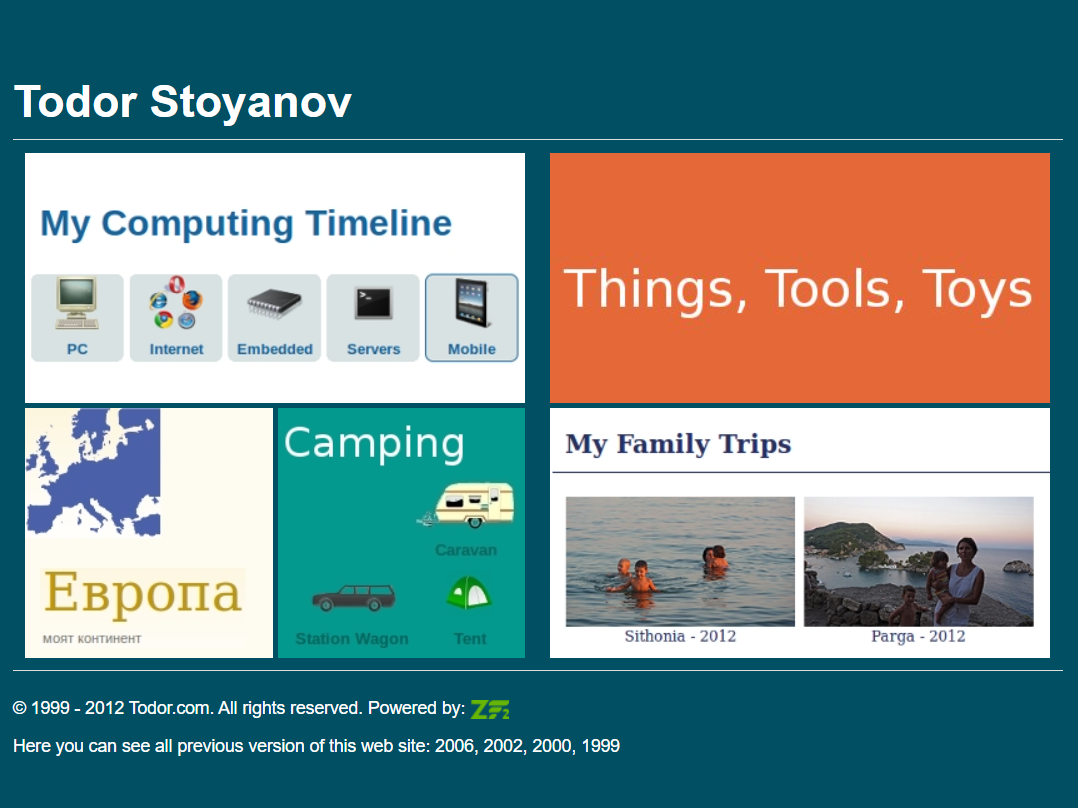 Todor Stoyanov
My Computing Timeline
PC
Internet
Embedded
Servers
Mobile
Things, Tools, Toys
Европа
моят континент
Camping
Caravan
Station Wagon
Tent
My Family Trips
Sithonia - 2012
Parga - 2012
© 1999 - 2012 Todor.com. All rights reserved. Powered by: ZF2
Here you can see all previous version of this web site: 2006, 2002, 2000, 1999